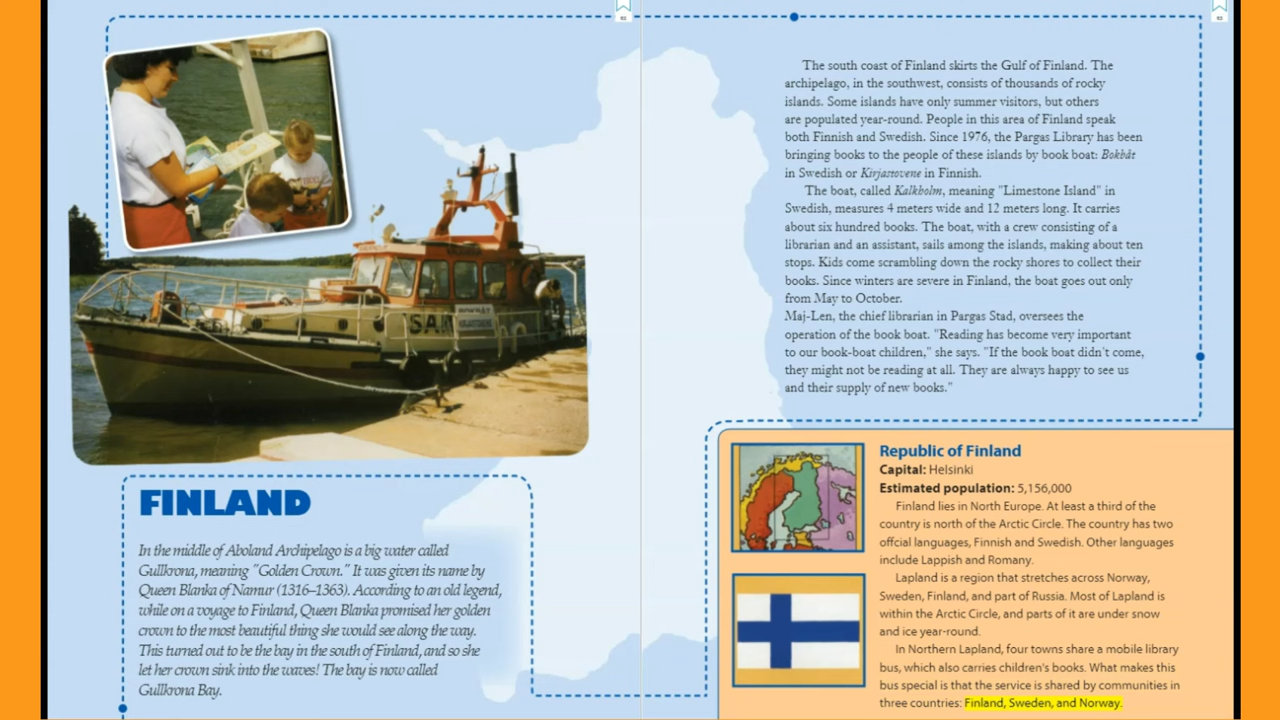 FINLAND
In the middle of Aboland Archipelago is a big water called
Gullkrona, meaning "Golden Crown." It was given its name by
Queen Blanka of Namur (1316–1363). According to an old legend,
while on a voyage to Finland, Queen Blanka promised her golden
crown to the most beautiful thing she would see along the way.
This turned out to be the bay in the south of Finland, and so she
let her crown sink into the waves! The bay is now called
Gullkrona Bay.
The south coast of Finland skirts the Gulf of Finland. The
archipelago, in the southwest, consists of thousands of rocky
islands. Some islands have only summer visitors, but others
are populated year-round. People in this area of Finland speak
both Finnish and Swedish. Since 1976, the Pargas Library has been
bringing books to the people of these islands by book boat: Bokbåt
in Swedish or Kirjastovene in Finnish.
The boat, called Kalkholm, meaning "Limestone Island" in
Swedish, measures 4 meters wide and 12 meters long. It carries
about six hundred books. The boat, with a crew consisting of a
librarian and an assistant, sails among the islands, making about ten
stops. Kids come scrambling down the rocky shores to collect their
books. Since winters are severe in Finland, the boat goes out only
from May to October.
Maj-Len, the chief librarian in Pargas Stad, oversees the
operation of the book boat. "Reading has become very important
to our book-boat children," she says. "If the book boat didn't come,
they might not be reading at all. They are always happy to see us
and their supply of new books."
Republic of Finland
Capital: Helsinki
Estimated population: 5,156,000
Finland lies in North Europe. At least a third of the
country is north of the Arctic Circle. The country has two
offcial languages, Finnish and Swedish. Other languages
include Lappish and Romany.
Lapland is a region that stretches across Norway,
Sweden, Finland, and part of Russia. Most of Lapland is
within the Arctic Circle, and parts of it are under snow
and ice year-round.
In Northern Lapland, four towns share a mobile library
bus, which also carries children's books. What makes this
bus special is that the service is shared by communities in
three countries: Finland, Sweden, and Norway.